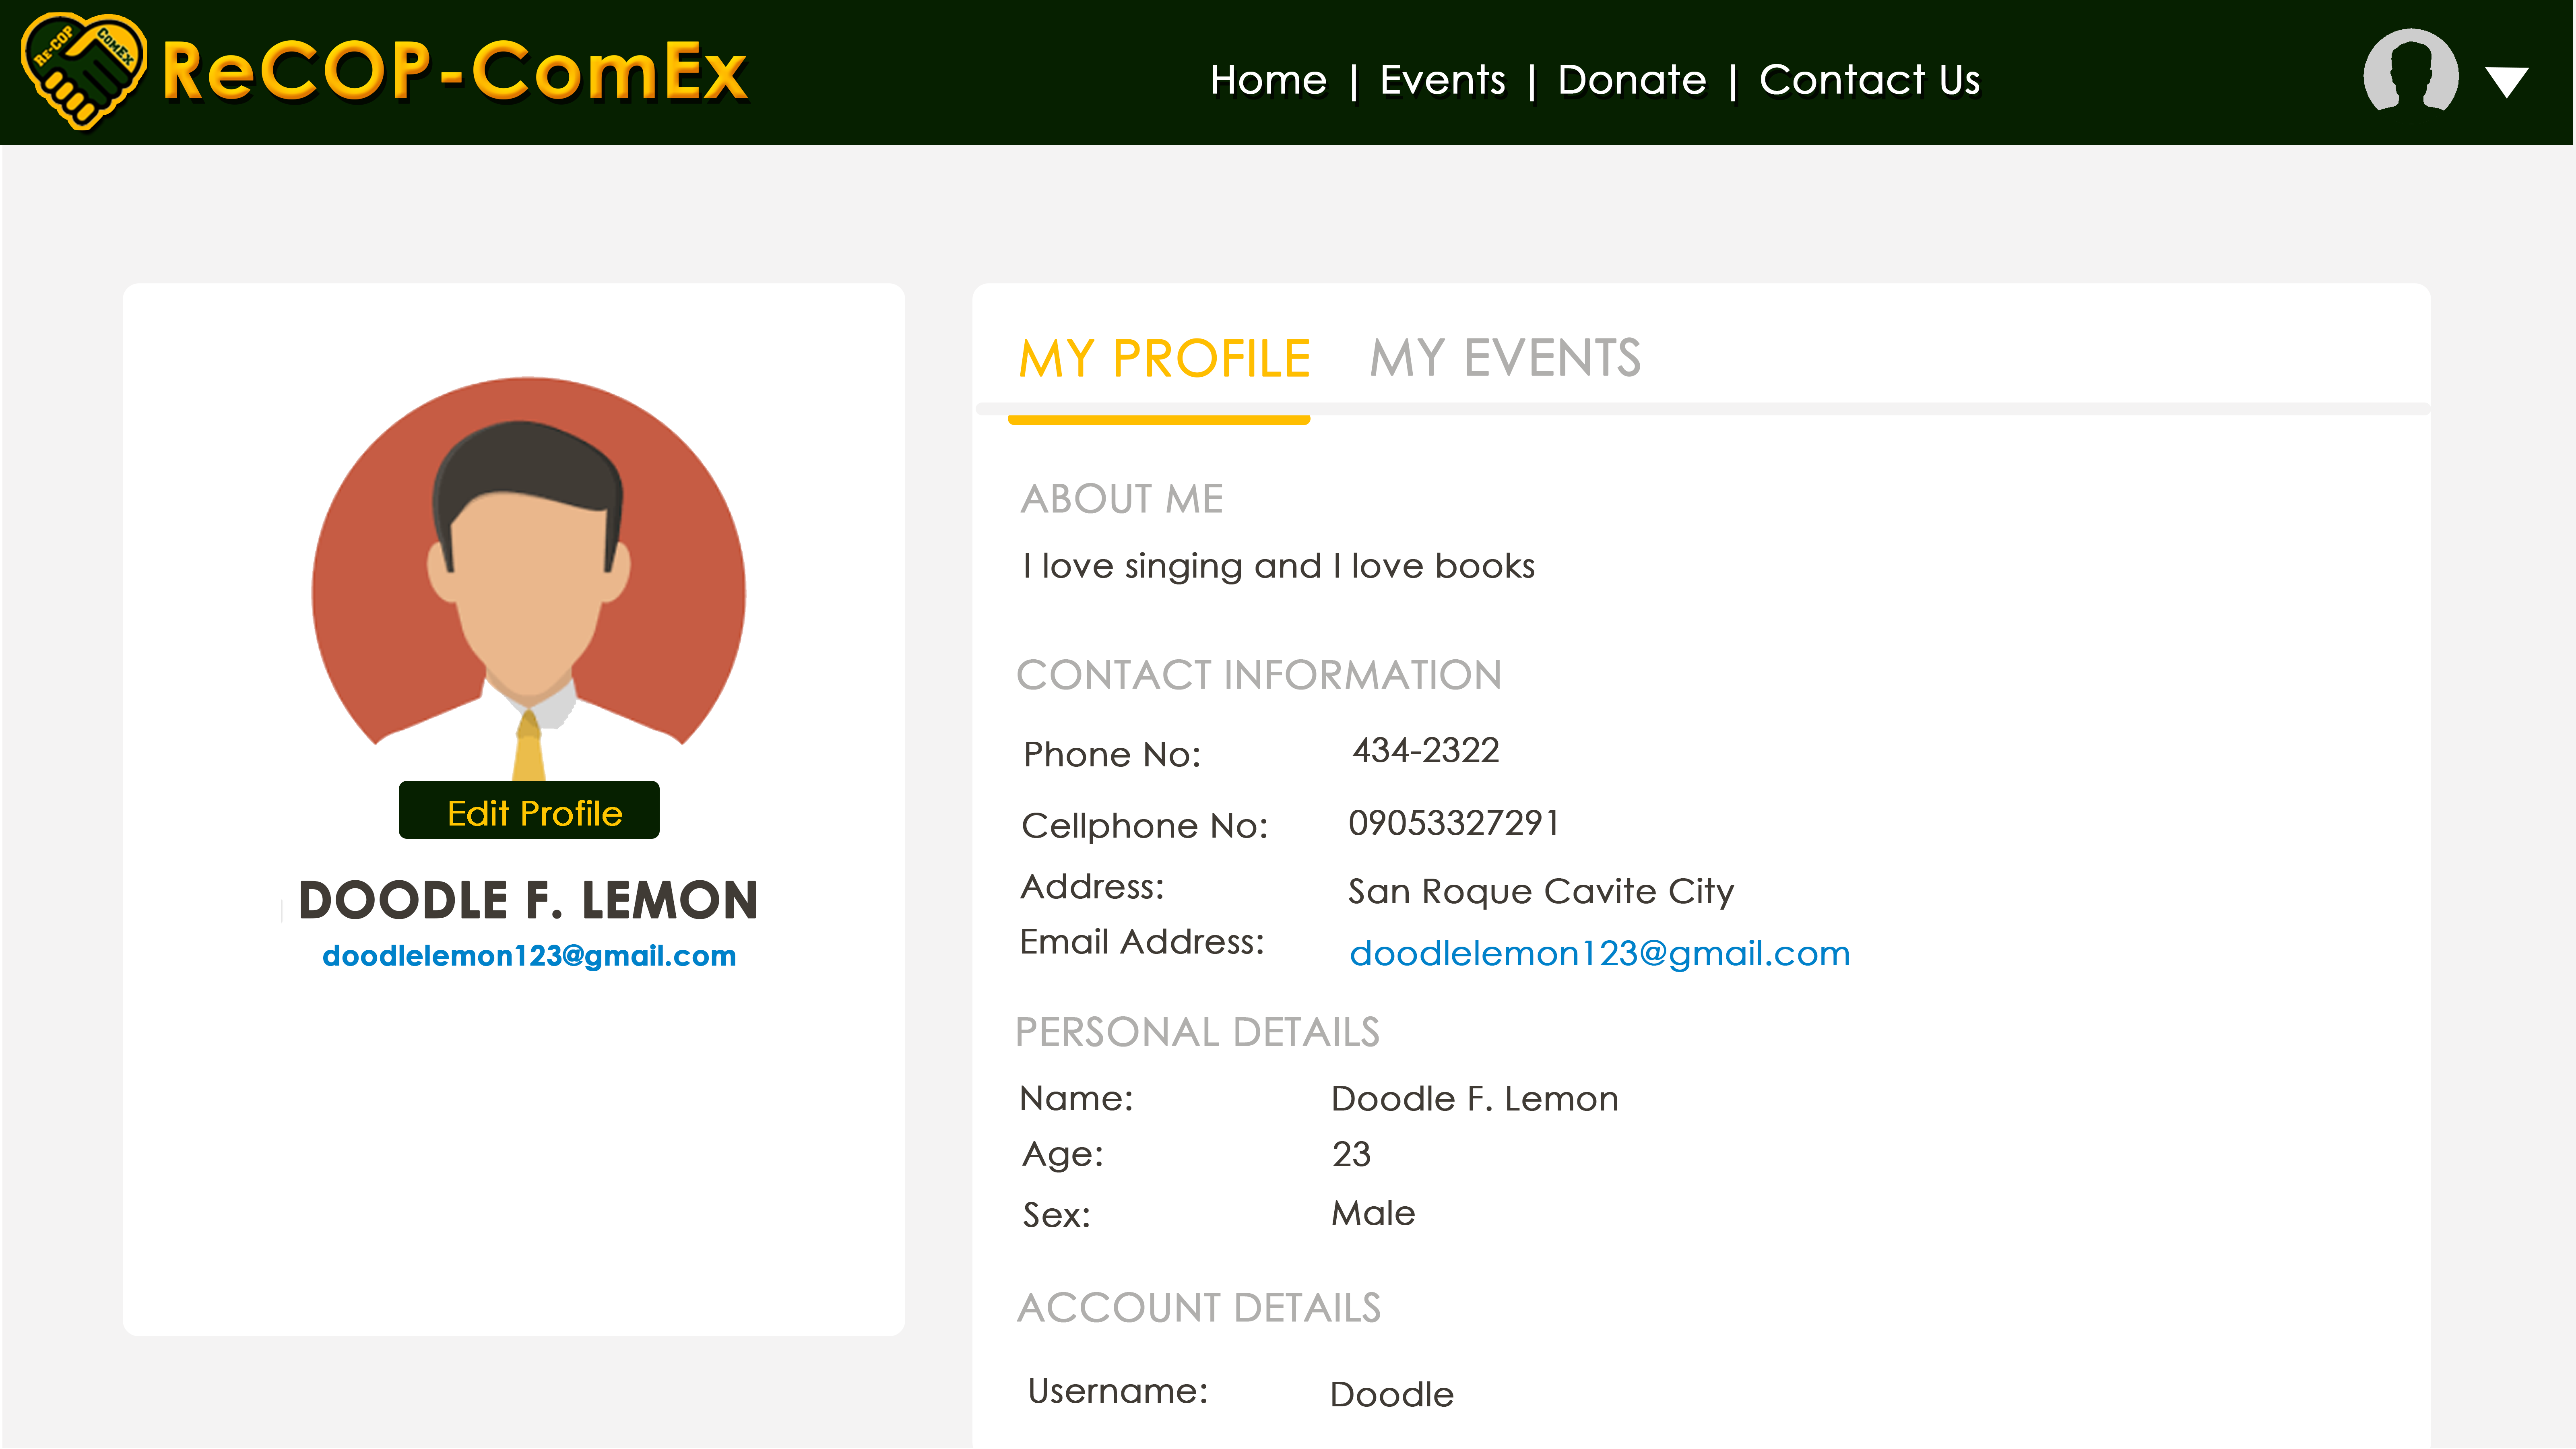 RE-COP COMEX
ReCOP-ComEx
Home | Events | Donate | Contact Us
Edit Profile
DOODLE F. LEMON
doodlelemon123@gmail.com
MY PROFILE MY EVENTS
ABOUT ME
I love singing and I love books
CONTACT INFORMATION
Phone No: 434-2322
Cellphone No: 09053327291
Address: San Roque Cavite City
Email Address: doodlelemon123@gmail.com
PERSONAL DETAILS
Name: Doodle F. Lemon
Age: 23
Sex: Male
ACCOUNT DETAILS
Username: Doodle